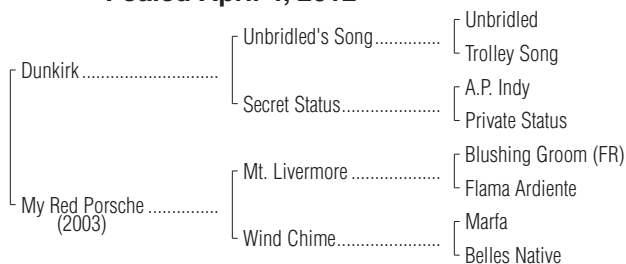 Foaled April 4, 2012
Unbridled
Unbridled's Song..............
Trolley Song
Dunkirk.............................
A.P. Indy
Secret Status.....................
Private Status
Blushing Groom (FR)
Mt. Livermore ...................
Flama Ardiente
My Red Porsche ...............
(2003)
Marfa
Wind Chime......................
Belles Native